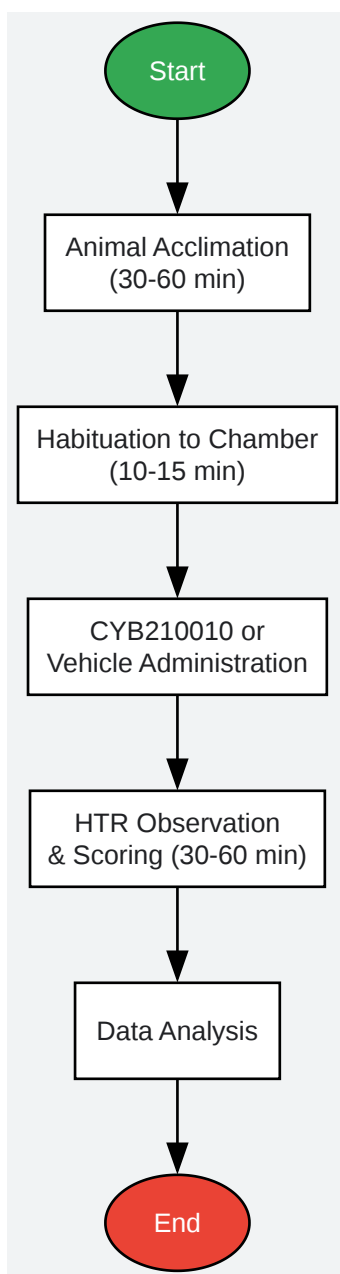 Start
Animal Acclimation
(30-60 min)
Habituation to Chamber
(10-15 min)
CYB210010 or
Vehicle Administration
HTR Observation
& Scoring (30-60 min)
Data Analysis
End